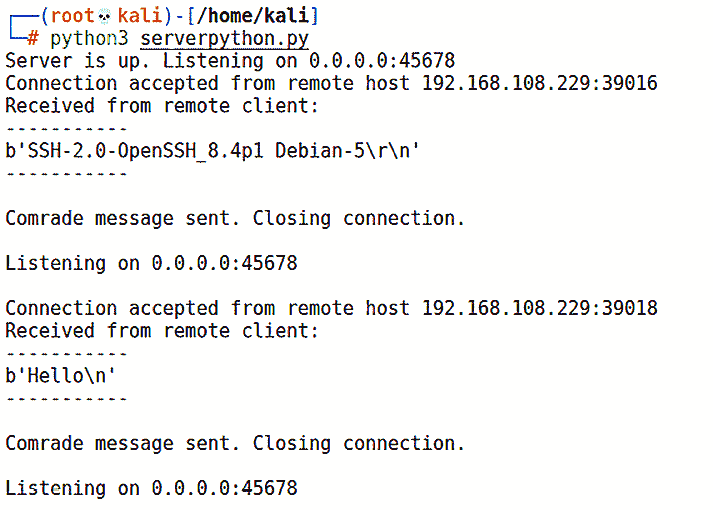 ┌──(root💀kali)-[/home/kali]
└─# python3 serverpython.py
Server is up. Listening on 0.0.0.0:45678
Connection accepted from remote host 192.168.108.229:39016
Received from remote client:
-----------
b'SSH-2.0-OpenSSH_8.4p1 Debian-5\r\n'
-----------
Comrade message sent. Closing connection.
Listening on 0.0.0.0:45678
Connection accepted from remote host 192.168.108.229:39018
Received from remote client:
-----------
b'Hello\n'
-----------
Comrade message sent. Closing connection.
Listening on 0.0.0.0:45678